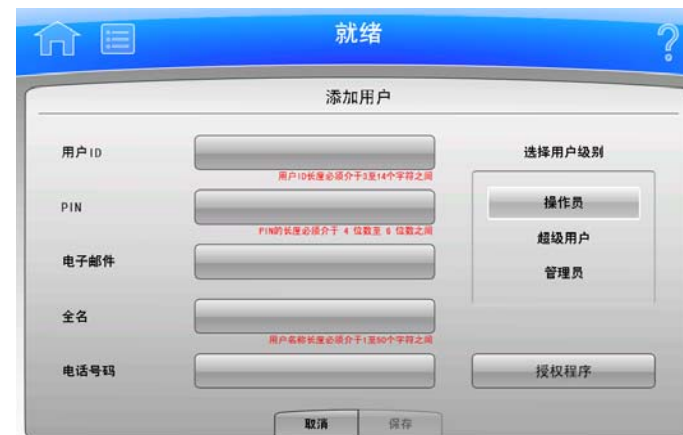 就绪
添加用户
用户ID
用户ID长度必须介于3至14个字符之间
PIN
PIN的长度必须介于 4 位数至 6 位数之间
电子邮件
全名
用户名称长度必须介于1至50个字符之间
电话号码
选择用户级别
操作员
超级用户
管理员
授权程序
取消
保存